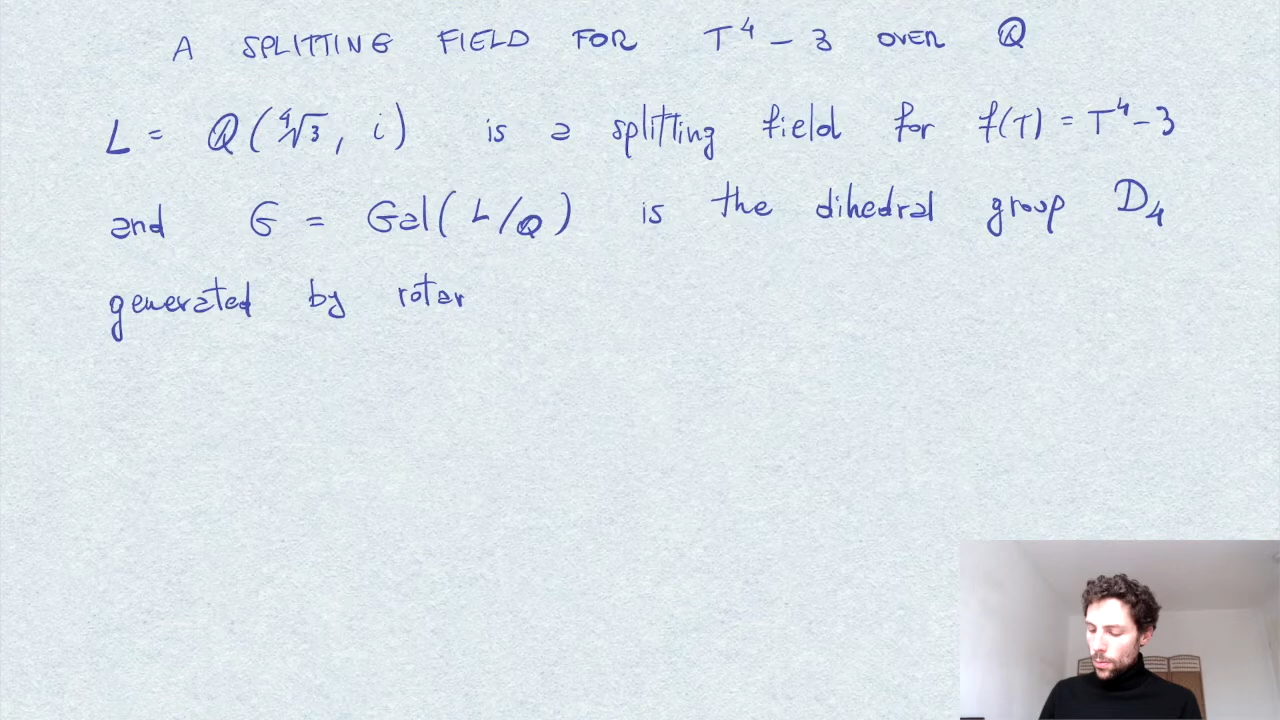 A SPLITTING FIELD FOR T⁴ - 3 OVER ℚ
L = ℚ(⁴√3, i) is a splitting field for f(T) = T⁴ - 3
and G = Gal(L/ℚ) is the dihedral group D₄
generated by rotar